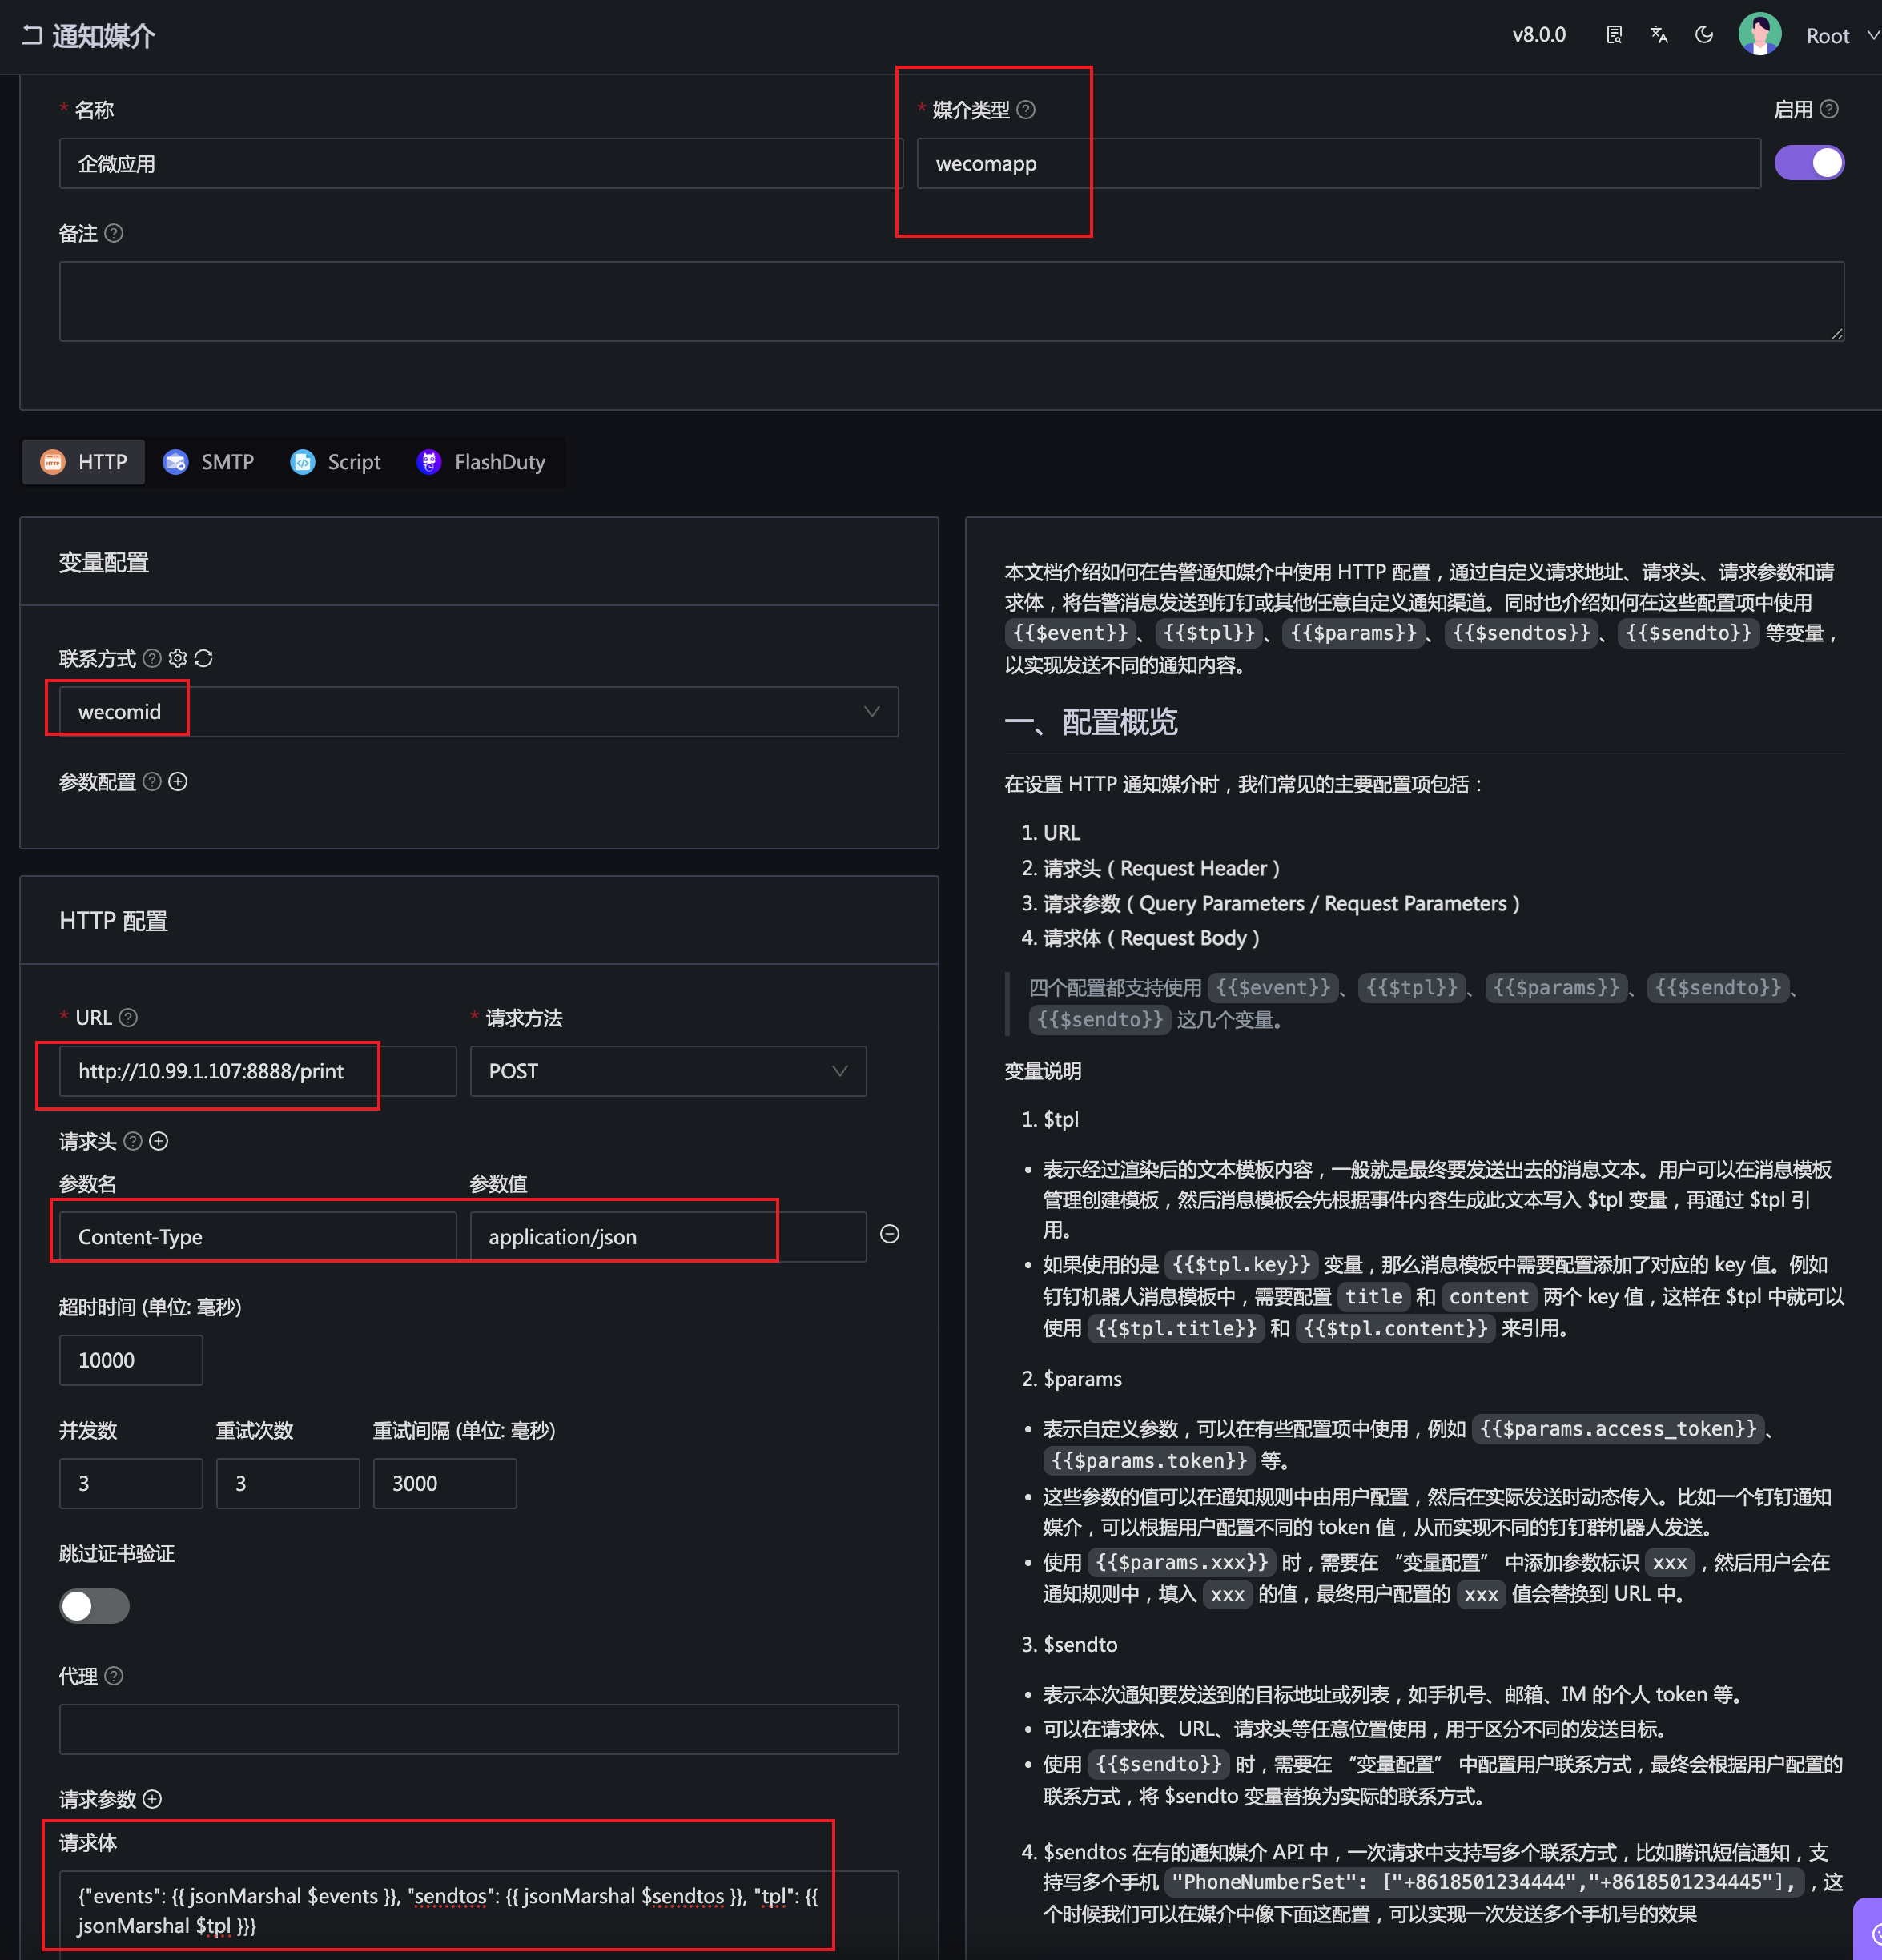 通知媒介
v8.0.0
Root
* 名称
企微应用
* 媒介类型
wecomapp
启用
备注
HTTP
SMTP
Script
FlashDuty
变量配置
联系方式
wecomid
参数配置
HTTP 配置
* URL
http://10.99.1.107:8888/print
* 请求方法
POST
请求头
参数名
参数值
Content-Type
application/json
超时时间 (单位: 毫秒)
10000
并发数
重试次数
重试间隔 (单位: 毫秒)
3
3
3000
跳过证书验证
代理
请求参数
请求体
{"events": {{ jsonMarshal $events }}, "sendtos": {{ jsonMarshal $sendtos }}, "tpl": {{
jsonMarshal $tpl }}}
本文档介绍如何在告警通知媒介中使用 HTTP 配置，通过自定义请求地址、请求头、请求参数和请
求体，将告警消息发送到钉钉或其他任意自定义通知渠道。同时也介绍如何在这些配置项中使用
{{$event}}、{{$tpl}}、{{$params}}、{{$sendtos}}、{{$sendto}} 等变量，
以实现发送不同的通知内容。
一、配置概览
在设置 HTTP 通知媒介时，我们常见的主要配置项包括：
1. URL
2. 请求头（Request Header）
3. 请求参数（Query Parameters / Request Parameters）
4. 请求体（Request Body）
四个配置都支持使用 {{$event}}、{{$tpl}}、{{$params}}、{{$sendto}}、
{{$sendto}} 这几个变量。
变量说明
1. $tpl
• 表示经过渲染后的文本模板内容，一般就是最终要发送出去的消息文本。用户可以在消息模板
管理创建模板，然后消息模板会先根据事件内容生成此文本写入 $tpl 变量，再通过 $tpl 引
用。
• 如果使用的是 {{$tpl.key}} 变量，那么消息模板中需要配置添加了对应的 key 值。例如
钉钉机器人消息模板中，需要配置 title 和 content 两个 key 值，这样在 $tpl 中就可以
使用 {{$tpl.title}} 和 {{$tpl.content}} 来引用。
2. $params
• 表示自定义参数，可以在有些配置项中使用，例如 {{$params.access_token}}、
{{$params.token}} 等。
• 这些参数的值可以在通知规则中由用户配置，然后在实际发送时动态传入。比如一个钉钉通知
媒介，可以根据用户配置不同的 token 值，从而实现不同的钉钉群机器人发送。
• 使用 {{$params.xxx}} 时，需要在 “变量配置” 中添加参数标识 xxx，然后用户会在
通知规则中，填入 xxx 的值，最终用户配置的 xxx 值会替换到 URL 中。
3. $sendto
• 表示本次通知要发送到的目标地址或列表，如手机号、邮箱、IM 的个人 token 等。
• 可以在请求体、URL、请求头等任意位置使用，用于区分不同的发送目标。
• 使用 {{$sendto}} 时，需要在 “变量配置” 中配置用户联系方式，最终会根据用户配置的
联系方式，将 $sendto 变量替换为实际的联系方式。
4. $sendtos 在有的通知媒介 API 中，一次请求中支持写多个联系方式，比如腾讯短信通知，支
持写多个手机 "PhoneNumberSet": ["+8618501234444","+8618501234445"],，这
个时候我们可以在媒介中像下面这配置，可以实现一次发送多个手机号的效果